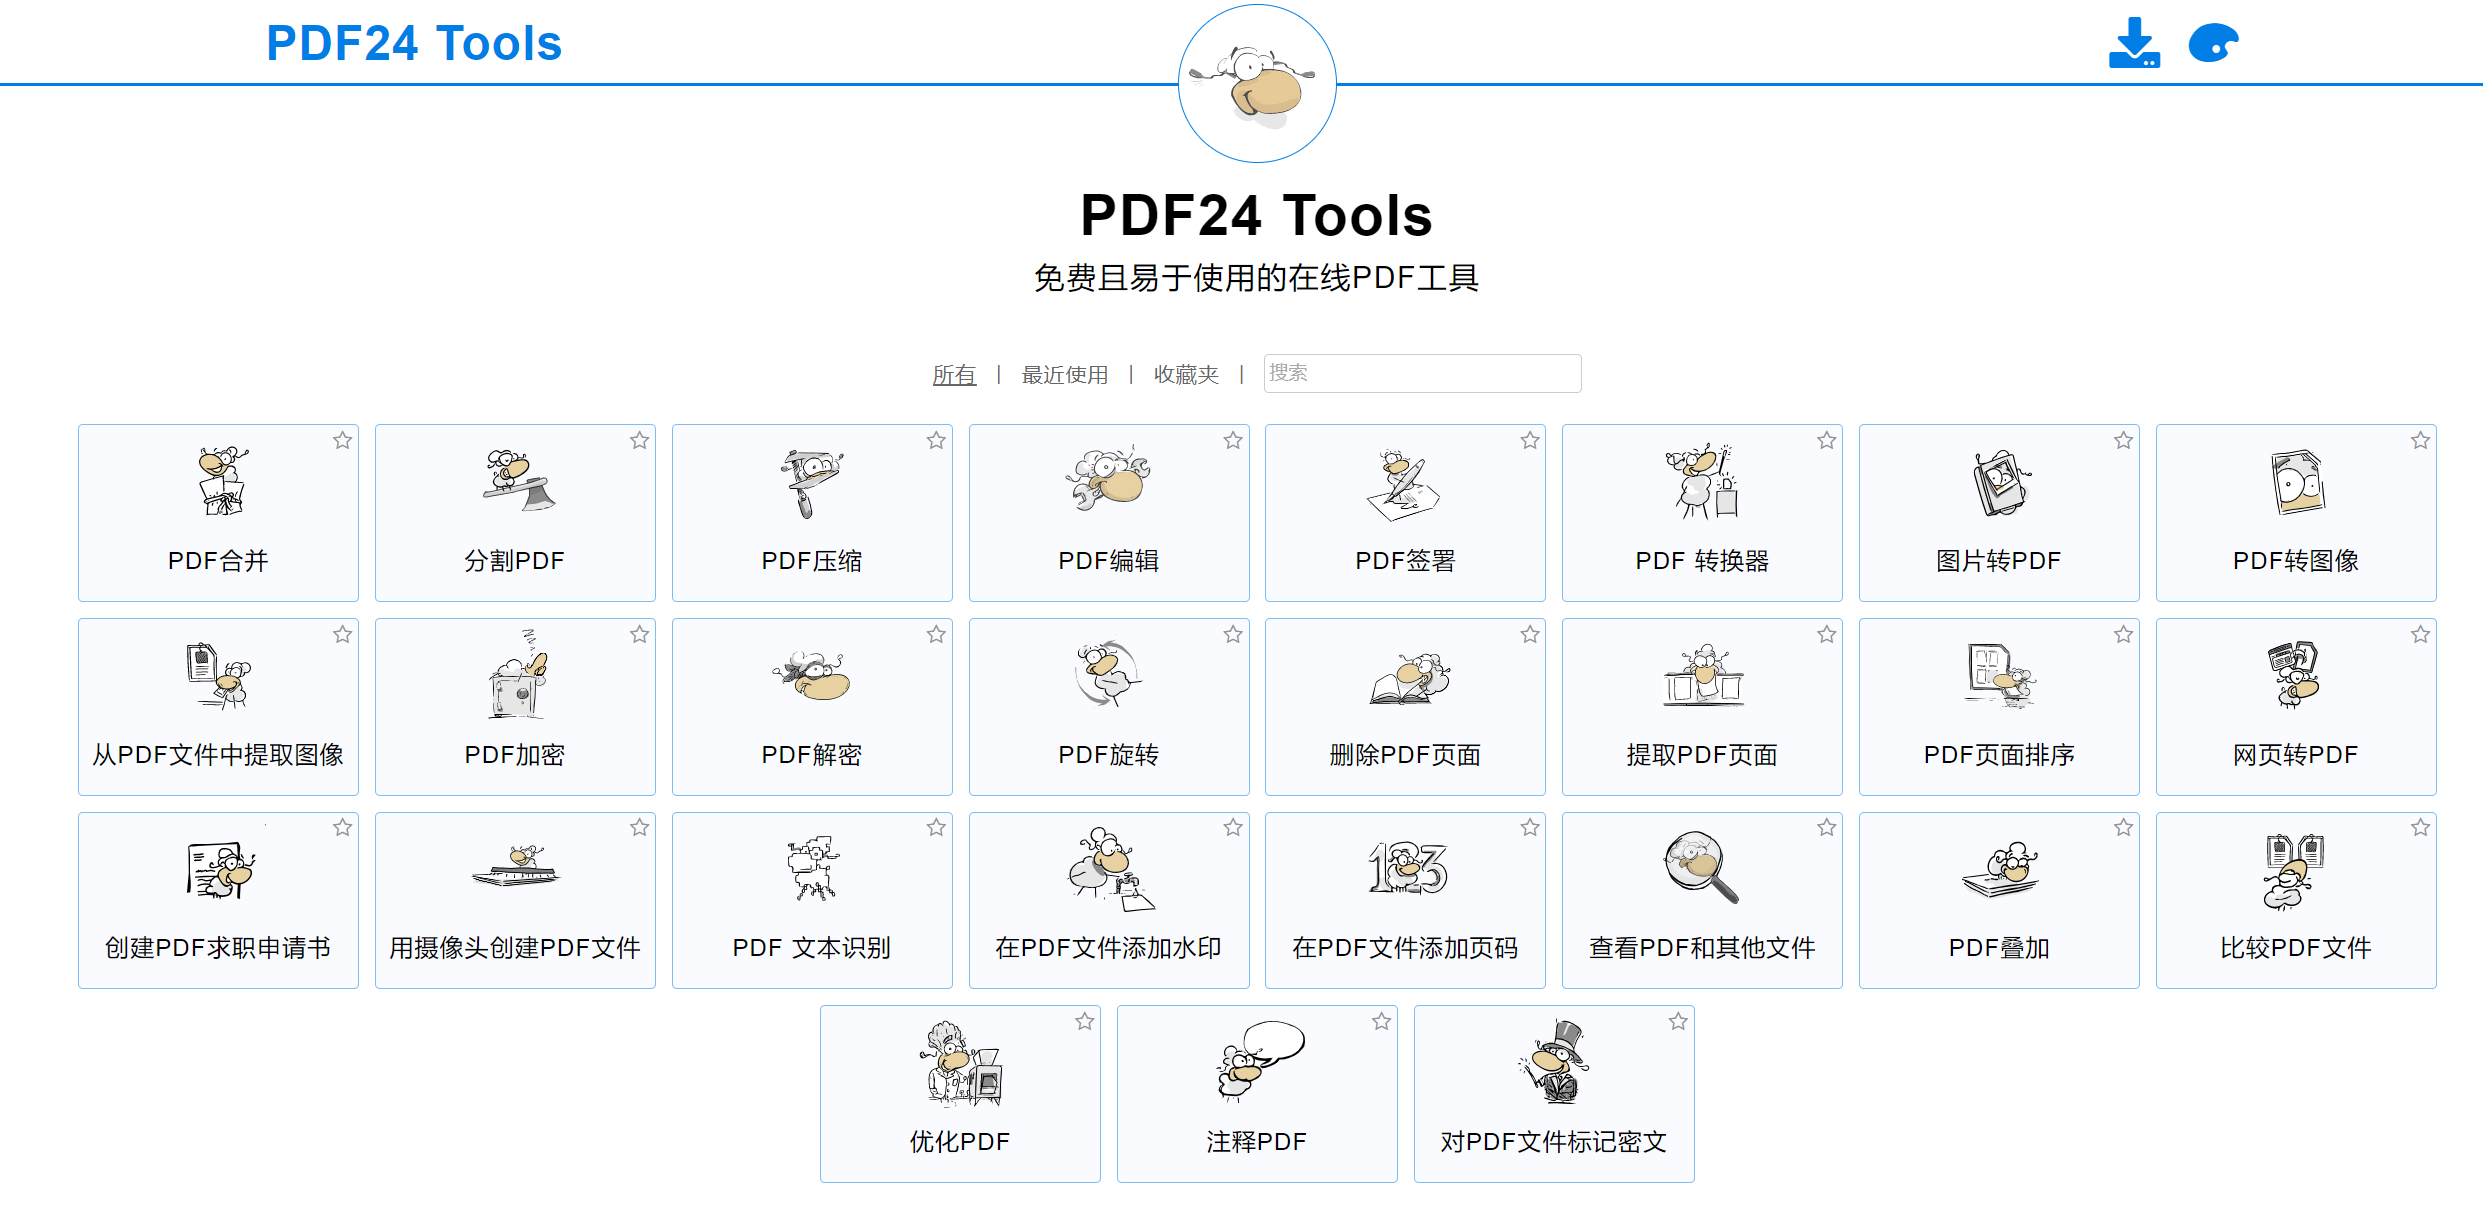 PDF24 Tools
PDF24 Tools
免费且易于使用的在线PDF工具
所有 | 最近使用 | 收藏夹 | 搜索
PDF合并 分割PDF PDF压缩 PDF编辑 PDF签署 PDF 转换器 图片转PDF PDF转图像
从PDF文件中提取图像 PDF加密 PDF解密 PDF旋转 删除PDF页面 提取PDF页面 PDF页面排序 网页转PDF
123
创建PDF求职申请书 用摄像头创建PDF文件 PDF 文本识别 在PDF文件添加水印 在PDF文件添加页码 查看PDF和其他文件 PDF叠加 比较PDF文件
优化PDF 注释PDF 对PDF文件标记密文